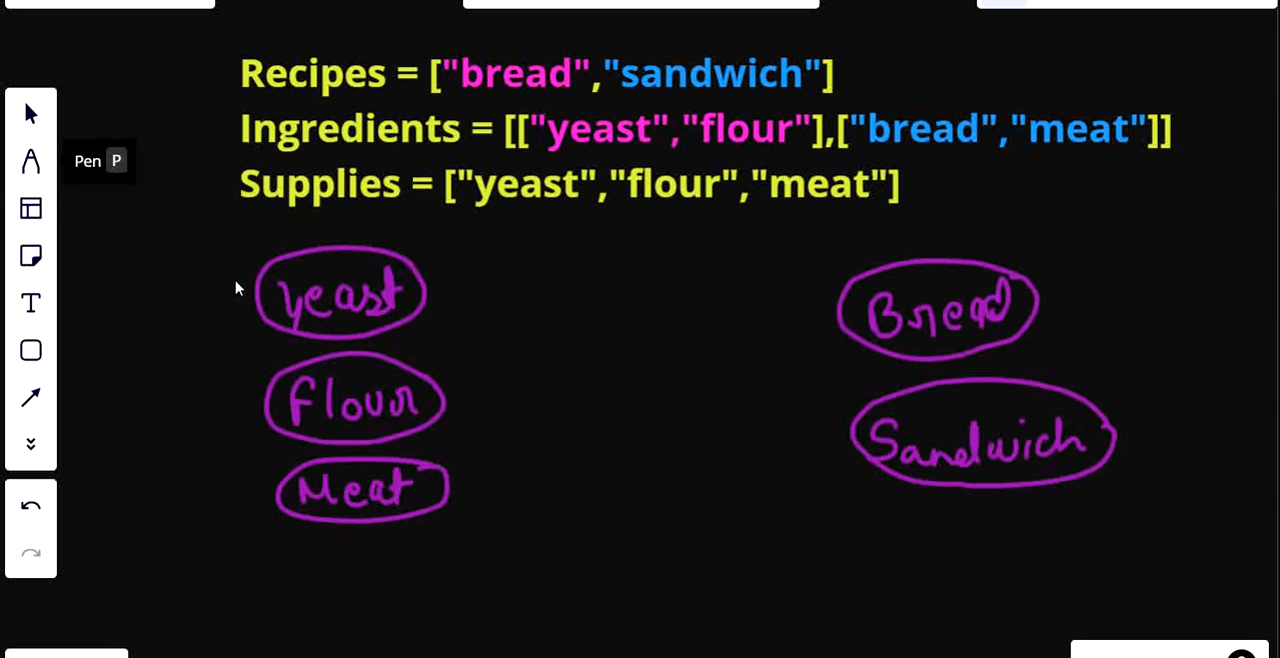 Recipes = ["bread","sandwich"]
Ingredients = [["yeast","flour"],["bread","meat"]]
Pen P
Supplies = ["yeast","flour","meat"]
yeast
Bread
Flour
Sandwich
Meat
T